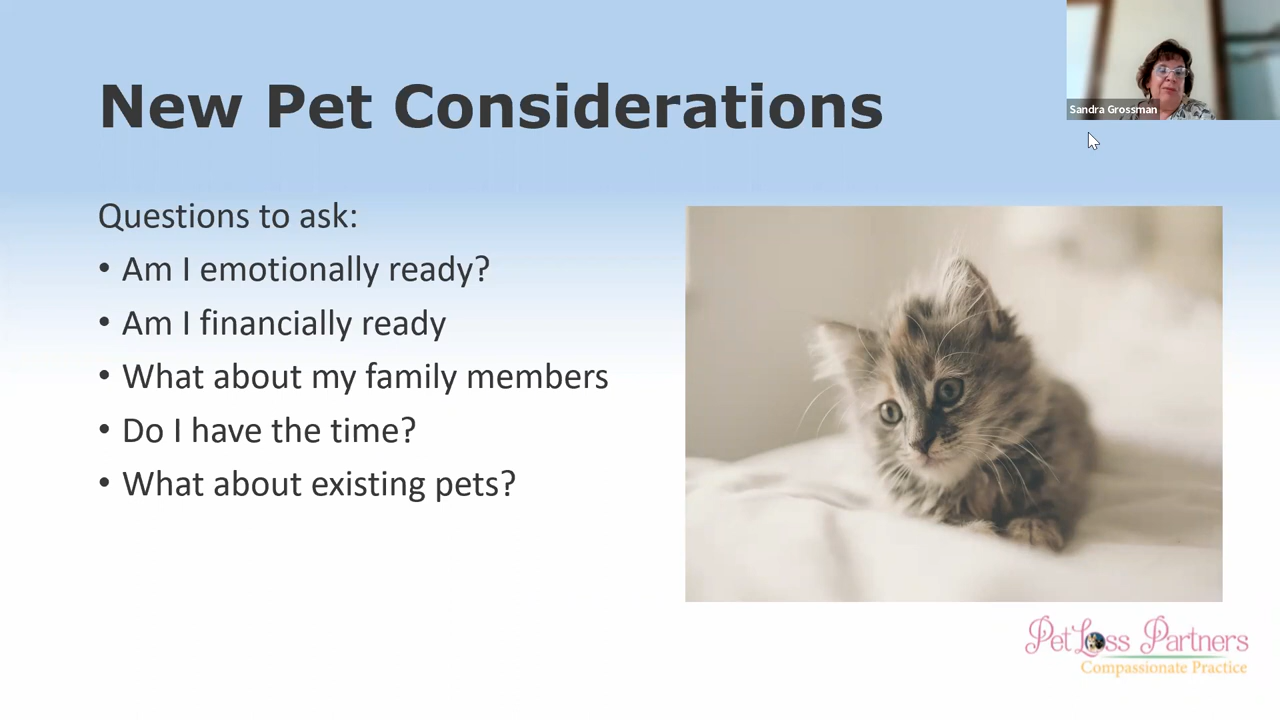 New Pet Considerations
Sandra Grossman
Questions to ask:
• Am I emotionally ready?
• Am I financially ready
• What about my family members
• Do I have the time?
• What about existing pets?
Pet Loss Partners
Compassionate Practice